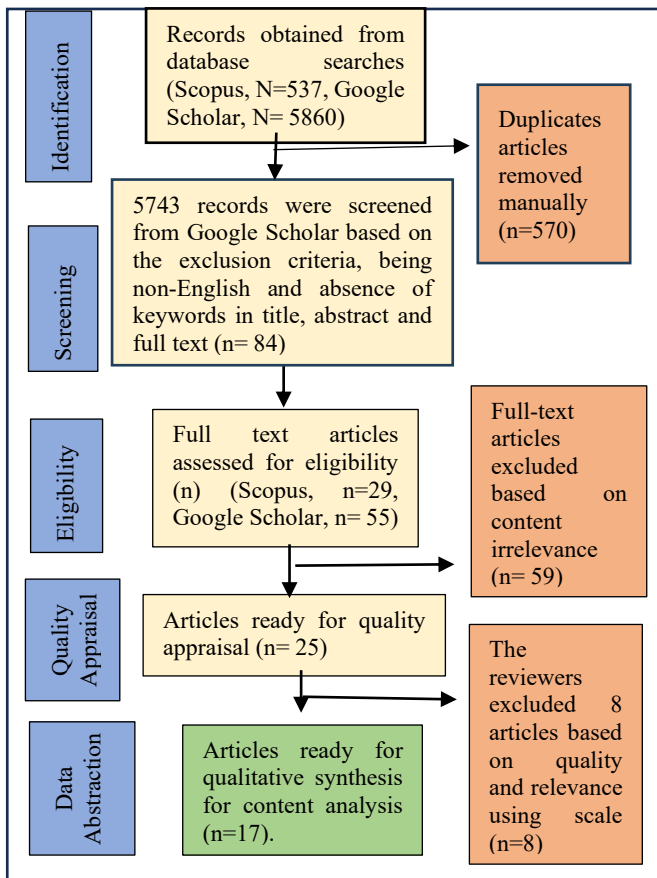 Identification
Records obtained from
database searches
(Scopus, N=537, Google
Scholar, N= 5860)
Duplicates
articles
removed
manually
(n=570)
Screening
5743 records were screened
from Google Scholar based on
the exclusion criteria, being
non-English and absence of
keywords in title, abstract and
full text (n= 84)
Eligibility
Full text articles
assessed for eligibility
(n) (Scopus, n=29,
Google Scholar, n= 55)
Full-text
articles
excluded
based on
content
irrelevance
(n= 59)
Quality
Appraisal
Articles ready for quality
appraisal (n= 25)
The
reviewers
excluded 8
articles based
on quality
and relevance
using scale
(n=8)
Data
Abstraction
Articles ready for
qualitative synthesis
for content analysis
(n=17).